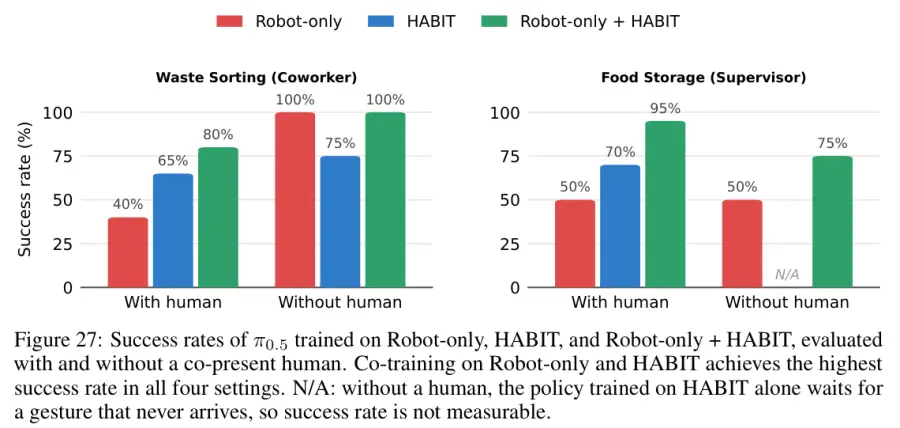 Robot-only HABIT Robot-only + HABIT
Waste Sorting (Coworker)
Success rate (%)
100
75
50
25
0
40%
65%
80%
100%
75%
100%
With human Without human
Food Storage (Supervisor)
100
75
50
25
0
50%
70%
95%
50%
N/A
75%
With human Without human
Figure 27: Success rates of π0.5 trained on Robot-only, HABIT, and Robot-only + HABIT, evaluated
with and without a co-present human. Co-training on Robot-only and HABIT achieves the highest
success rate in all four settings. N/A: without a human, the policy trained on HABIT alone waits for
a gesture that never arrives, so success rate is not measurable.